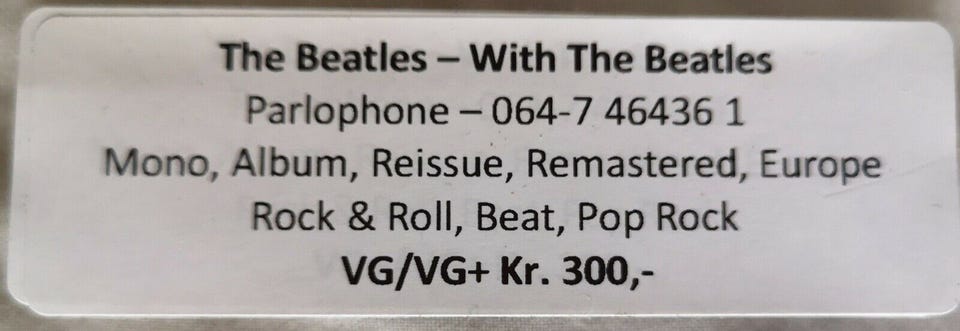 The Beatles – With The Beatles
Parlophone – 064-7 46436 1
Mono, Album, Reissue, Remastered, Europe
Rock & Roll, Beat, Pop Rock
VG/VG+ Kr. 300,-